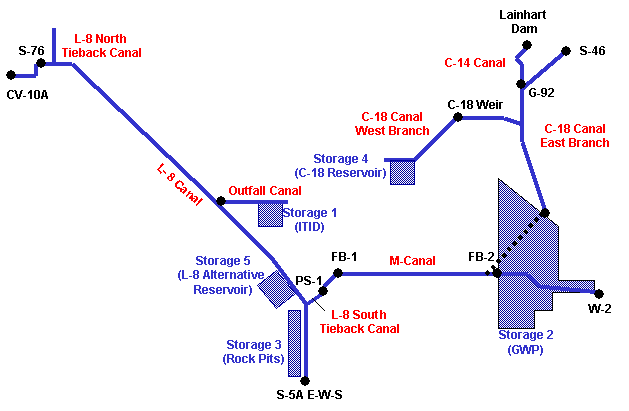 Lainhart
Dam
L-8 North
Tieback Canal
S-76
S-46
C-14 Canal
CV-10A
G-92
C-18 Weir
C-18 Canal
West Branch
C-18 Canal
East Branch
Storage 4
(C-18 Reservoir)
L- 8 Canal
Outfall Canal
Storage 1
(ITID)
Storage 5
(L-8 Alternative
Reservoir)
FB-1
M-Canal
FB-2
PS-1
W-2
L-8 South
Tieback Canal
Storage 2
(GWP)
Storage 3
(Rock Pits)
S-5A E-W-S